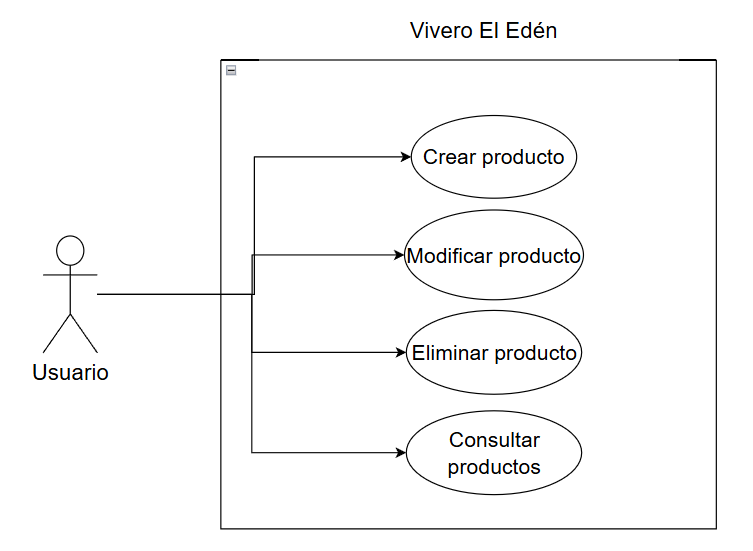 Vivero El Edén
Crear producto
Modificar producto
Usuario
Eliminar producto
Consultar
productos